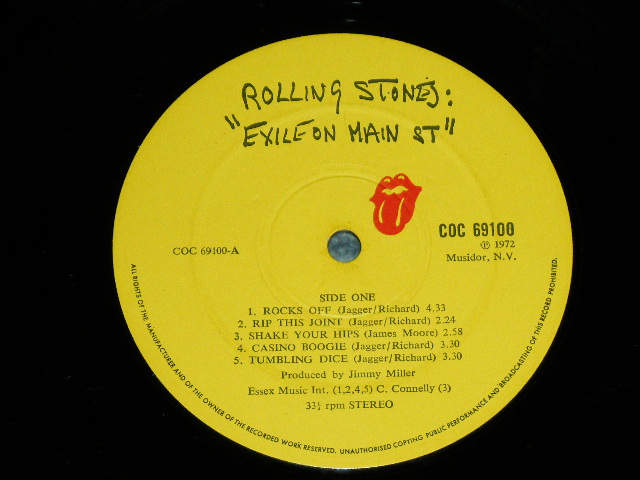 ROLLING STONES:
"EXILE ON MAIN ST"
COC 69100
℗ 1972
Musidor, N.V.
COC 69100-A
SIDE ONE
1. ROCKS OFF (Jagger/Richard) 4.33
2. RIP THIS JOINT (Jagger/Richard) 2.24
3. SHAKE YOUR HIPS (James Moore) 2.58
4. CASINO BOOGIE (Jagger/Richard) 3.30
5. TUMBLING DICE (Jagger/Richard) 3.30
Produced by Jimmy Miller
Essex Music Int. (1,2,4,5) C. Connelly (3)
33⅓ rpm STEREO
ALL RIGHTS OF THE MANUFACTURER AND OF THE OWNER OF THE RECORDED WORK RESERVED. UNAUTHORISED COPYING PUBLIC PERFORMANCE AND BROADCASTING OF THIS RECORD PROHIBITED.